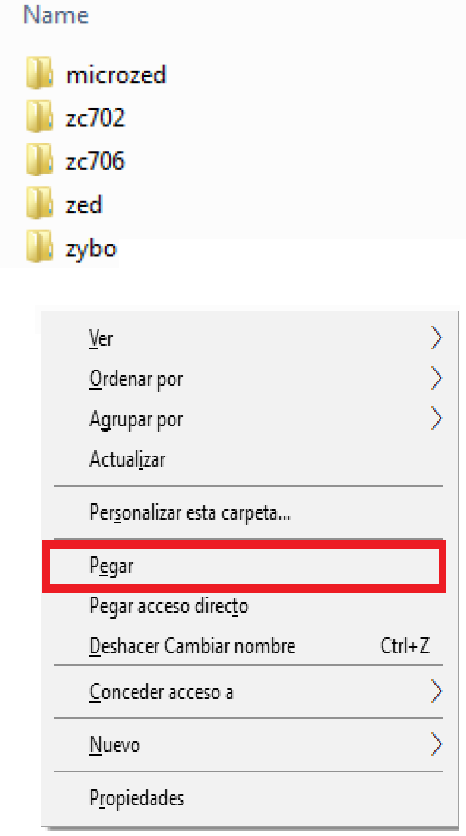 Name
microzed
zc702
zc706
zed
zybo
Ver
Ordenar por
Agrupar por
Actualizar
Personalizar esta carpeta...
Pegar
Pegar acceso directo
Deshacer Cambiar nombre Ctrl+Z
Conceder acceso a
Nuevo
Propiedades